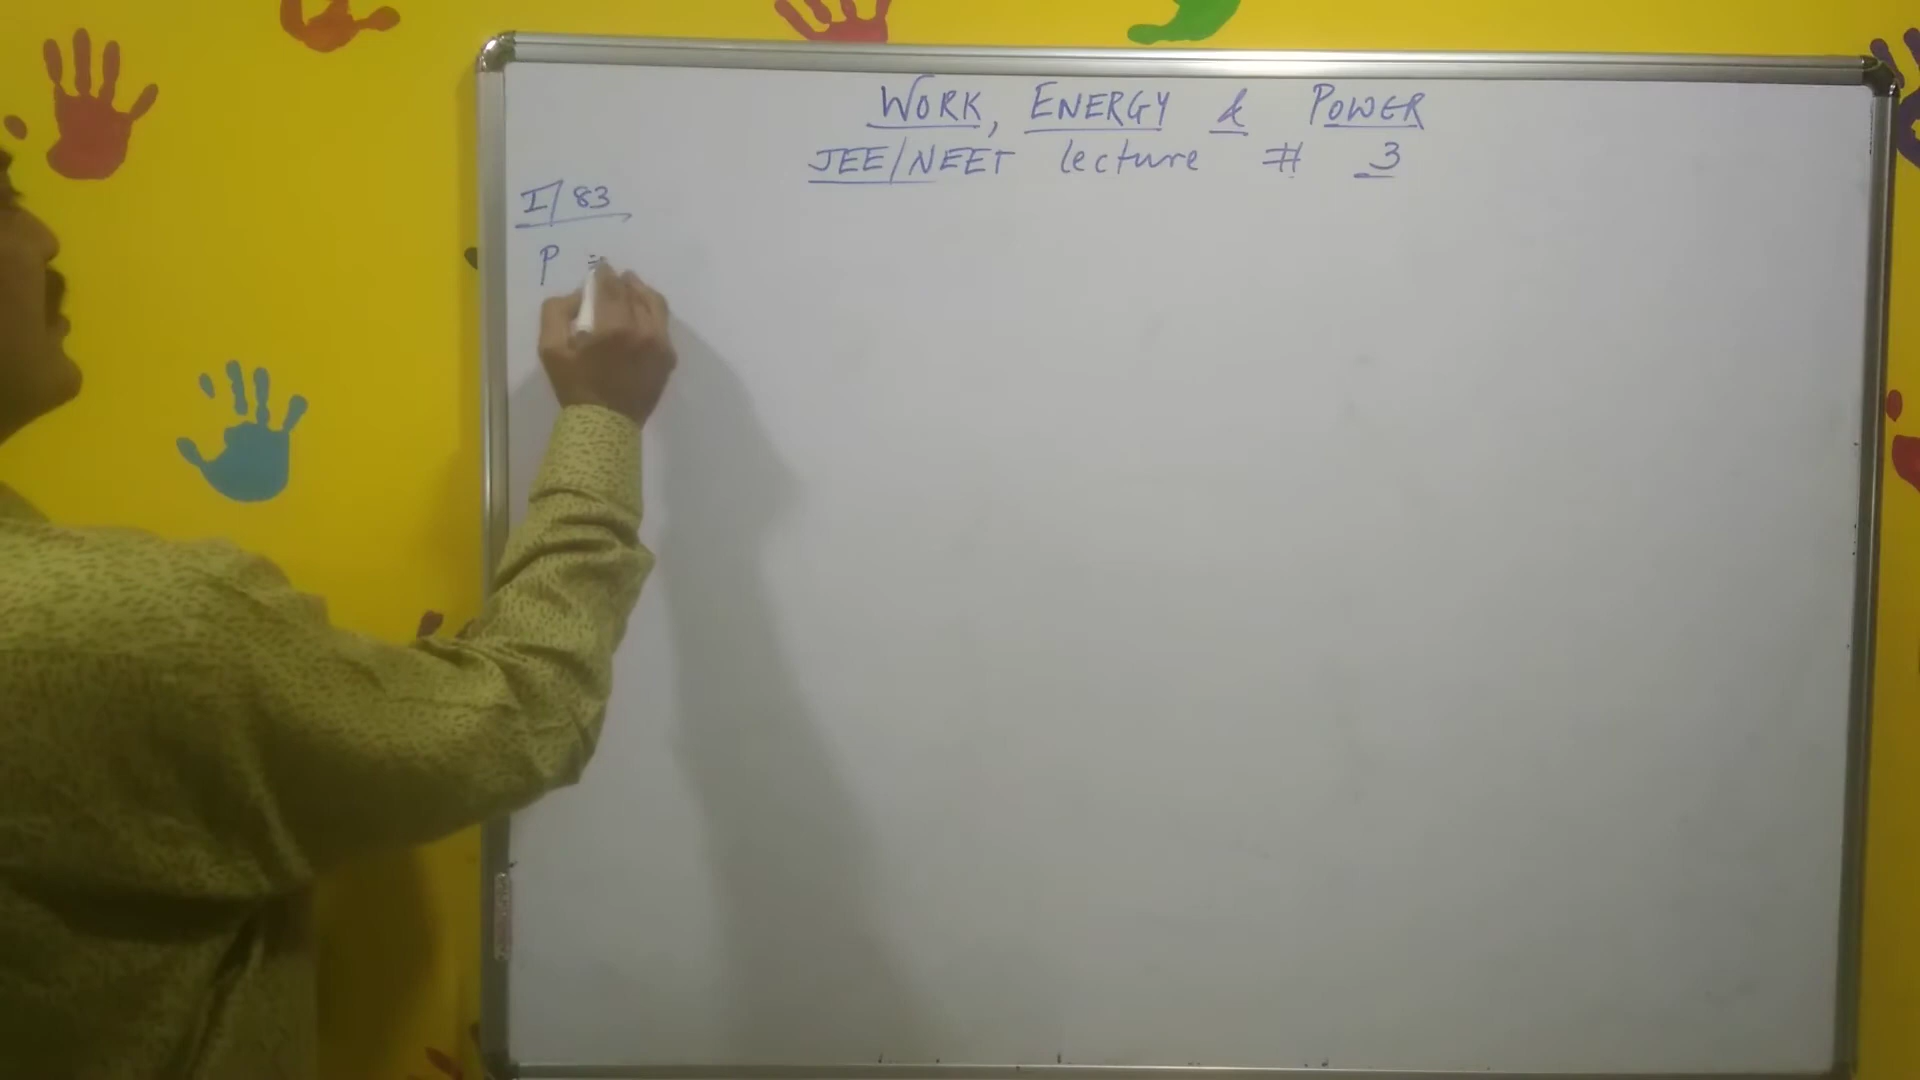 WORK, ENERGY & POWER
JEE/NEET lecture # 3
I/83
P =